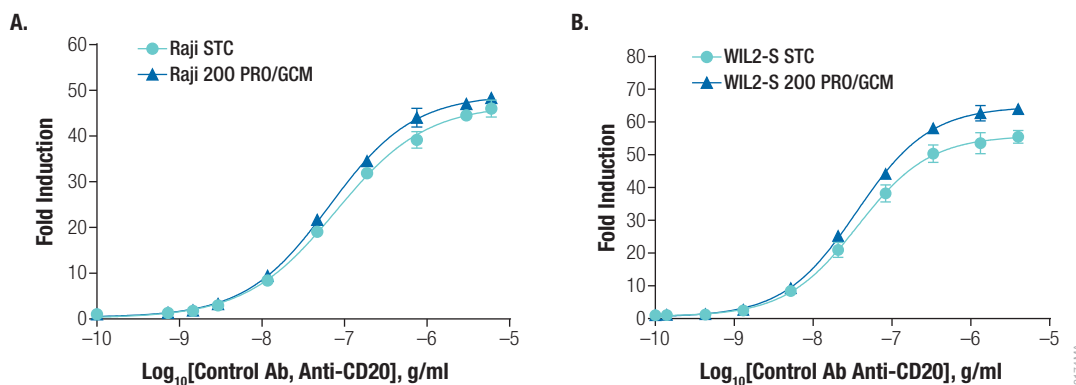 A.
Raji STC
Raji 200 PRO/GCM
Fold Induction
60
50
40
30
20
10
0
–10
–9
–8
–7
–6
–5
Log10[Control Ab, Anti-CD20], g/ml
B.
WIL2-S STC
WIL2-S 200 PRO/GCM
Fold Induction
80
70
60
50
40
30
20
10
0
–10
–9
–8
–7
–6
–5
Log10[Control Ab Anti-CD20], g/ml